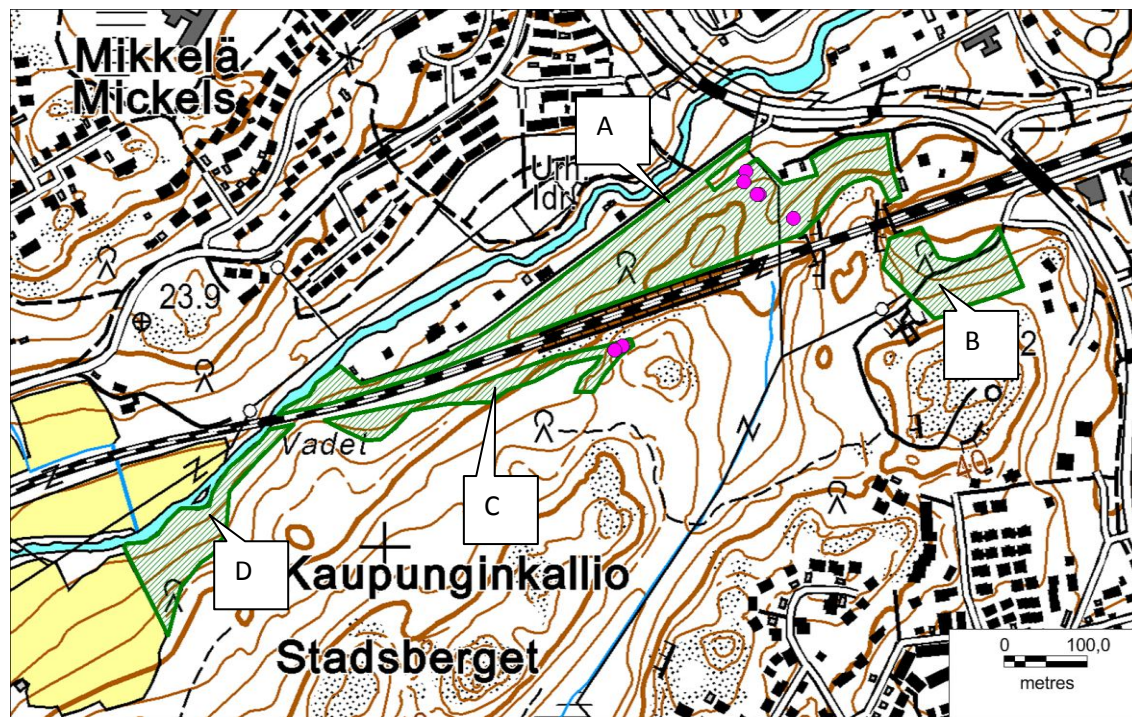 Mikkelä
Mickels
A
Urh.
Idr.
23.9
B
2
Vadet
C
40
D
Kaupunginkallio
Stadsberget
0 100,0
metres